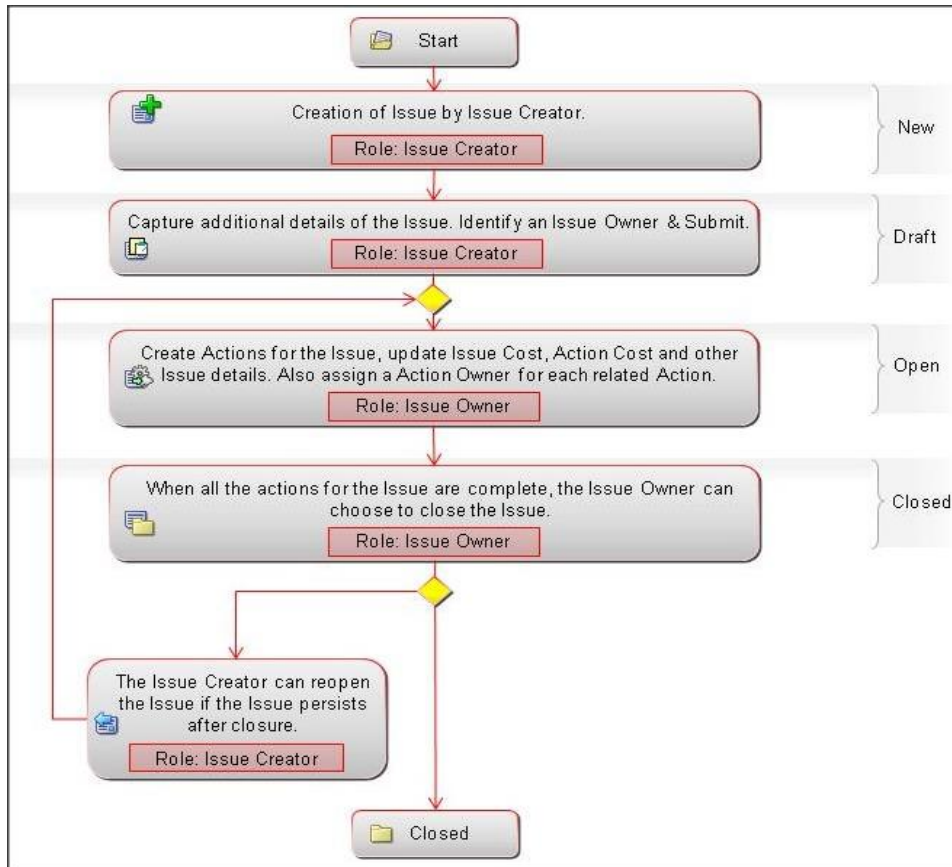 Start
Creation of Issue by Issue Creator.
Role: Issue Creator
New
Capture additional details of the Issue. Identify an Issue Owner & Submit.
Role: Issue Creator
Draft
Create Actions for the Issue, update Issue Cost, Action Cost and other
Issue details. Also assign a Action Owner for each related Action.
Role: Issue Owner
Open
When all the actions for the Issue are complete, the Issue Owner can
choose to close the Issue.
Role: Issue Owner
Closed
The Issue Creator can reopen
the Issue if the Issue persists
after closure.
Role: Issue Creator
Closed